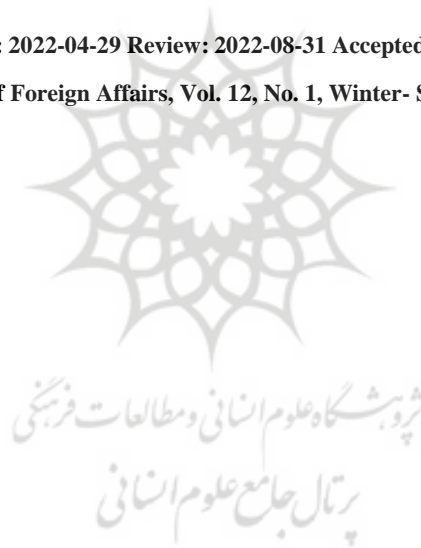 : 2022-04-29 Review: 2022-08-31 Accepted
f Foreign Affairs, Vol. 12, No. 1, Winter- S
پژوهشگاه علوم انسانی و مطالعات فرهنگی
پرتال جامع علوم انسانی